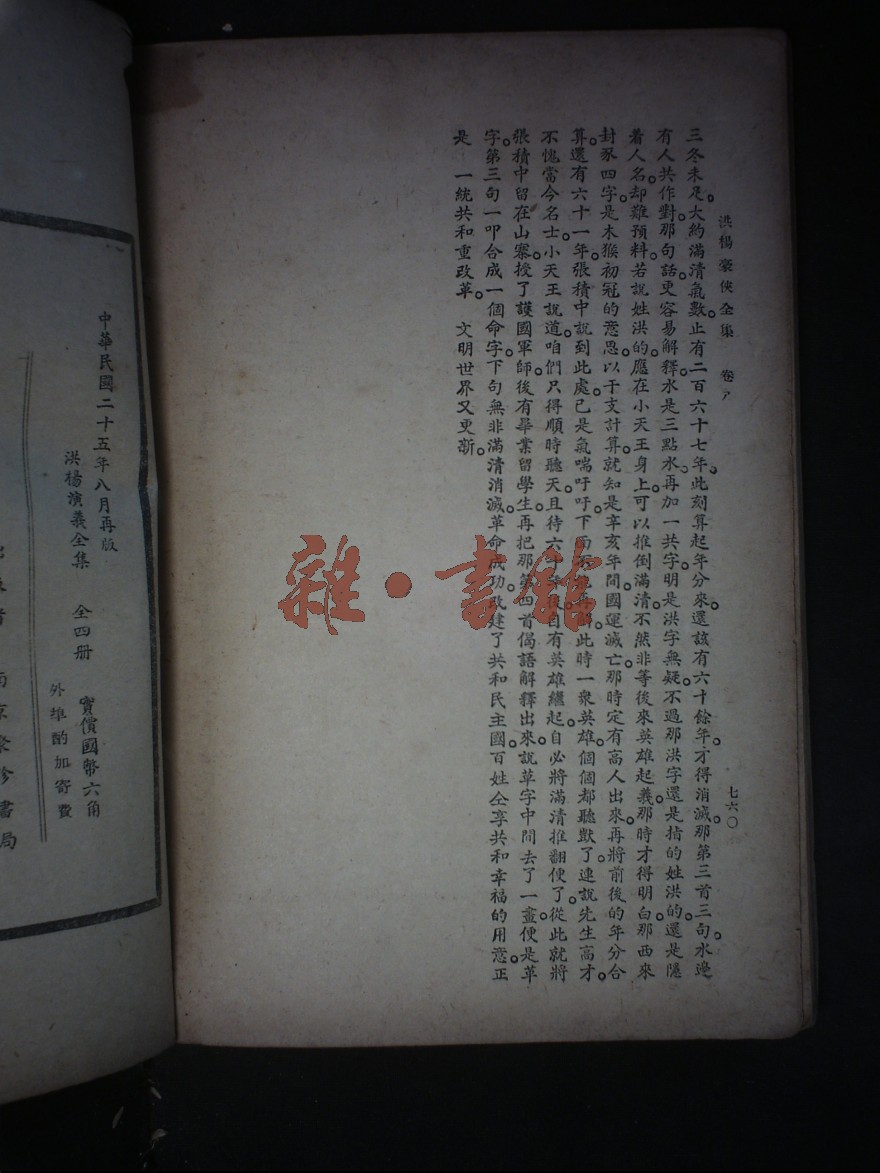 洪楊豪俠全集　卷ア　七六〇
三冬未足。大約滿清氣數。止有二百六十七年。此刻算起年分來。還該有六十餘年。才得消滅。那第三首三句。水邊
有人共作對。那句話更容易解釋。水是三點水。再加一共字。明是洪字無疑。不過那洪字還是指的姓洪的。還是隱
着人名。却難預料。若說姓洪的。應在小天王身上。可以推倒滿清。不然非等後來英雄起義。那時才得明白。那西來
封豕四字。是木猴初冠的意思。以干支計算。就知是辛亥年間。國運滅亡。那時定有高人出來。再將前後的年分合
算。還有六十一年。張積中說到此處。已是氣喘吁吁。下面不此時一衆英雄。個個都聽獃了。連說先生高才。
不愧當今名士。小天王說道。咱們只得順時聽天。且待六年後。自有英雄繼起。自必將滿清推翻便了。從此就將
張積中留在山寨。授了護國軍師。後有畢業留學生。再把那第四首偈語解釋出來。說草字中間去了一畫。便是革
字。第三句一叩合成一個命字。下句無非滿清消滅。革命成功。改建了共和民主國。百姓仝享共和幸福的用意。正
是　一統共和重改革。　文明世界又更新。
中華民國二十五年八月再版
洪楊演義全集　全四册　實價國幣六角
外埠酌加寄費
書局
雜·書館